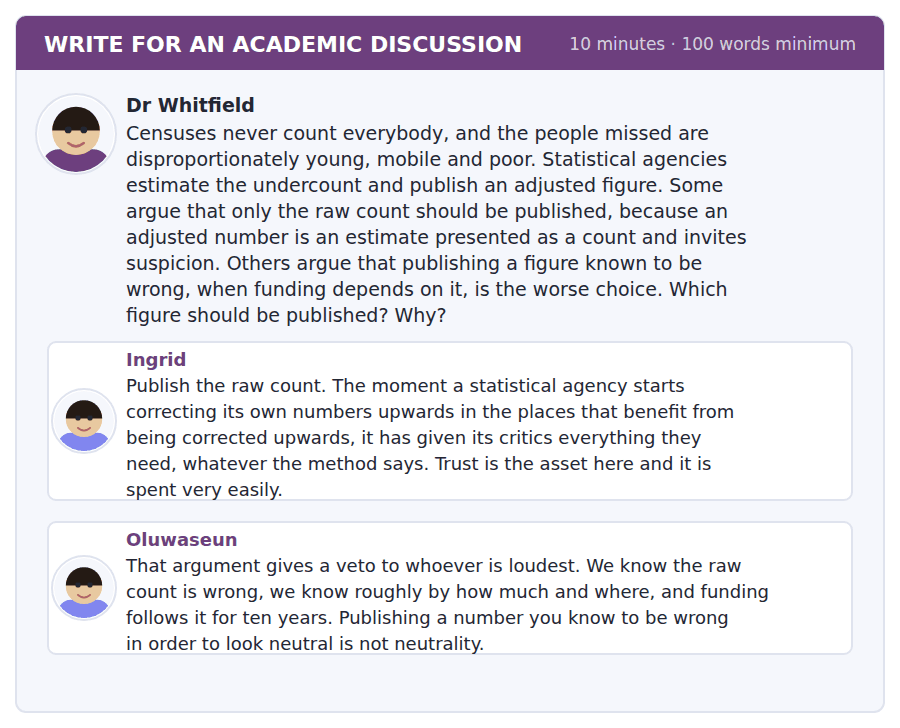 WRITE FOR AN ACADEMIC DISCUSSION
10 minutes · 100 words minimum
Dr Whitfield
Censuses never count everybody, and the people missed are
disproportionately young, mobile and poor. Statistical agencies
estimate the undercount and publish an adjusted figure. Some
argue that only the raw count should be published, because an
adjusted number is an estimate presented as a count and invites
suspicion. Others argue that publishing a figure known to be
wrong, when funding depends on it, is the worse choice. Which
figure should be published? Why?
Ingrid
Publish the raw count. The moment a statistical agency starts
correcting its own numbers upwards in the places that benefit from
being corrected upwards, it has given its critics everything they
need, whatever the method says. Trust is the asset here and it is
spent very easily.
Oluwaseun
That argument gives a veto to whoever is loudest. We know the raw
count is wrong, we know roughly by how much and where, and funding
follows it for ten years. Publishing a number you know to be wrong
in order to look neutral is not neutrality.